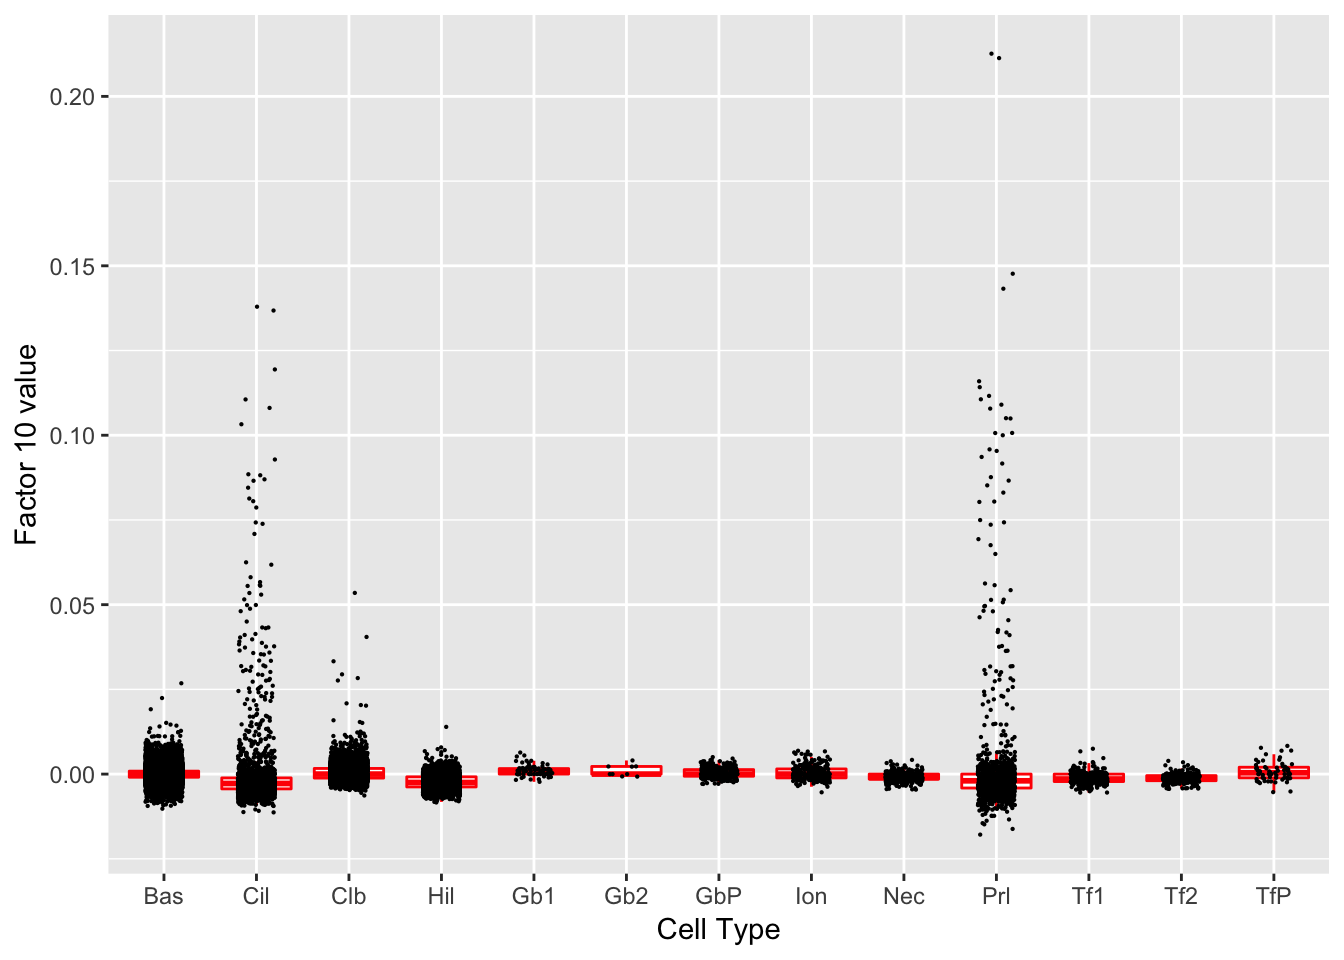 0.20
0.15
0.10
0.05
0.00
Factor 10 value
Bas Cil Clb Hil Gb1 Gb2 GbP Ion Nec Prl Tf1 Tf2 TfP
Cell Type